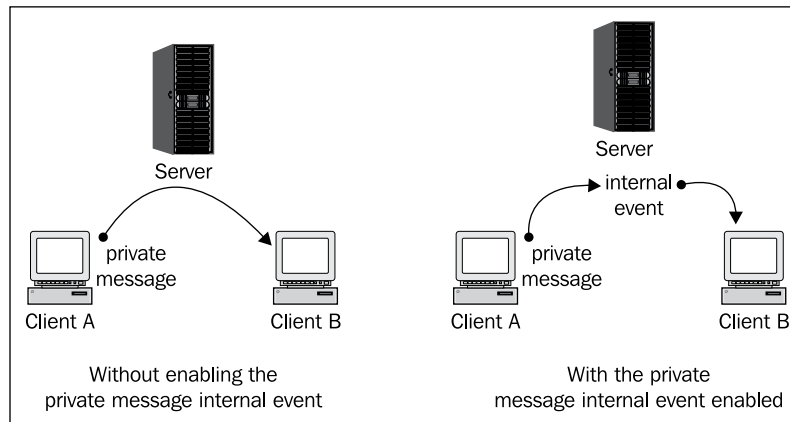 Server
private
message
Client A
Client B
Without enabling the
private message internal event
Server
internal
event
private
message
Client A
Client B
With the private
message internal event enabled